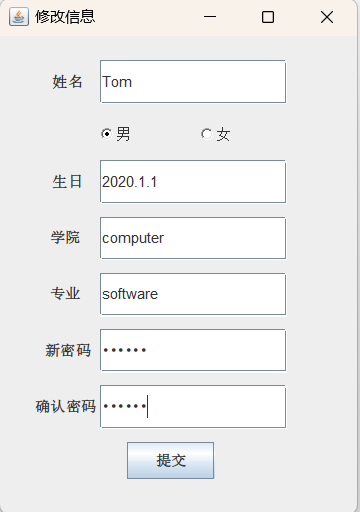 修改信息
姓名 Tom
男 女
生日 2020.1.1
学院 computer
专业 software
新密码 ••••••
确认密码 ••••••
提交